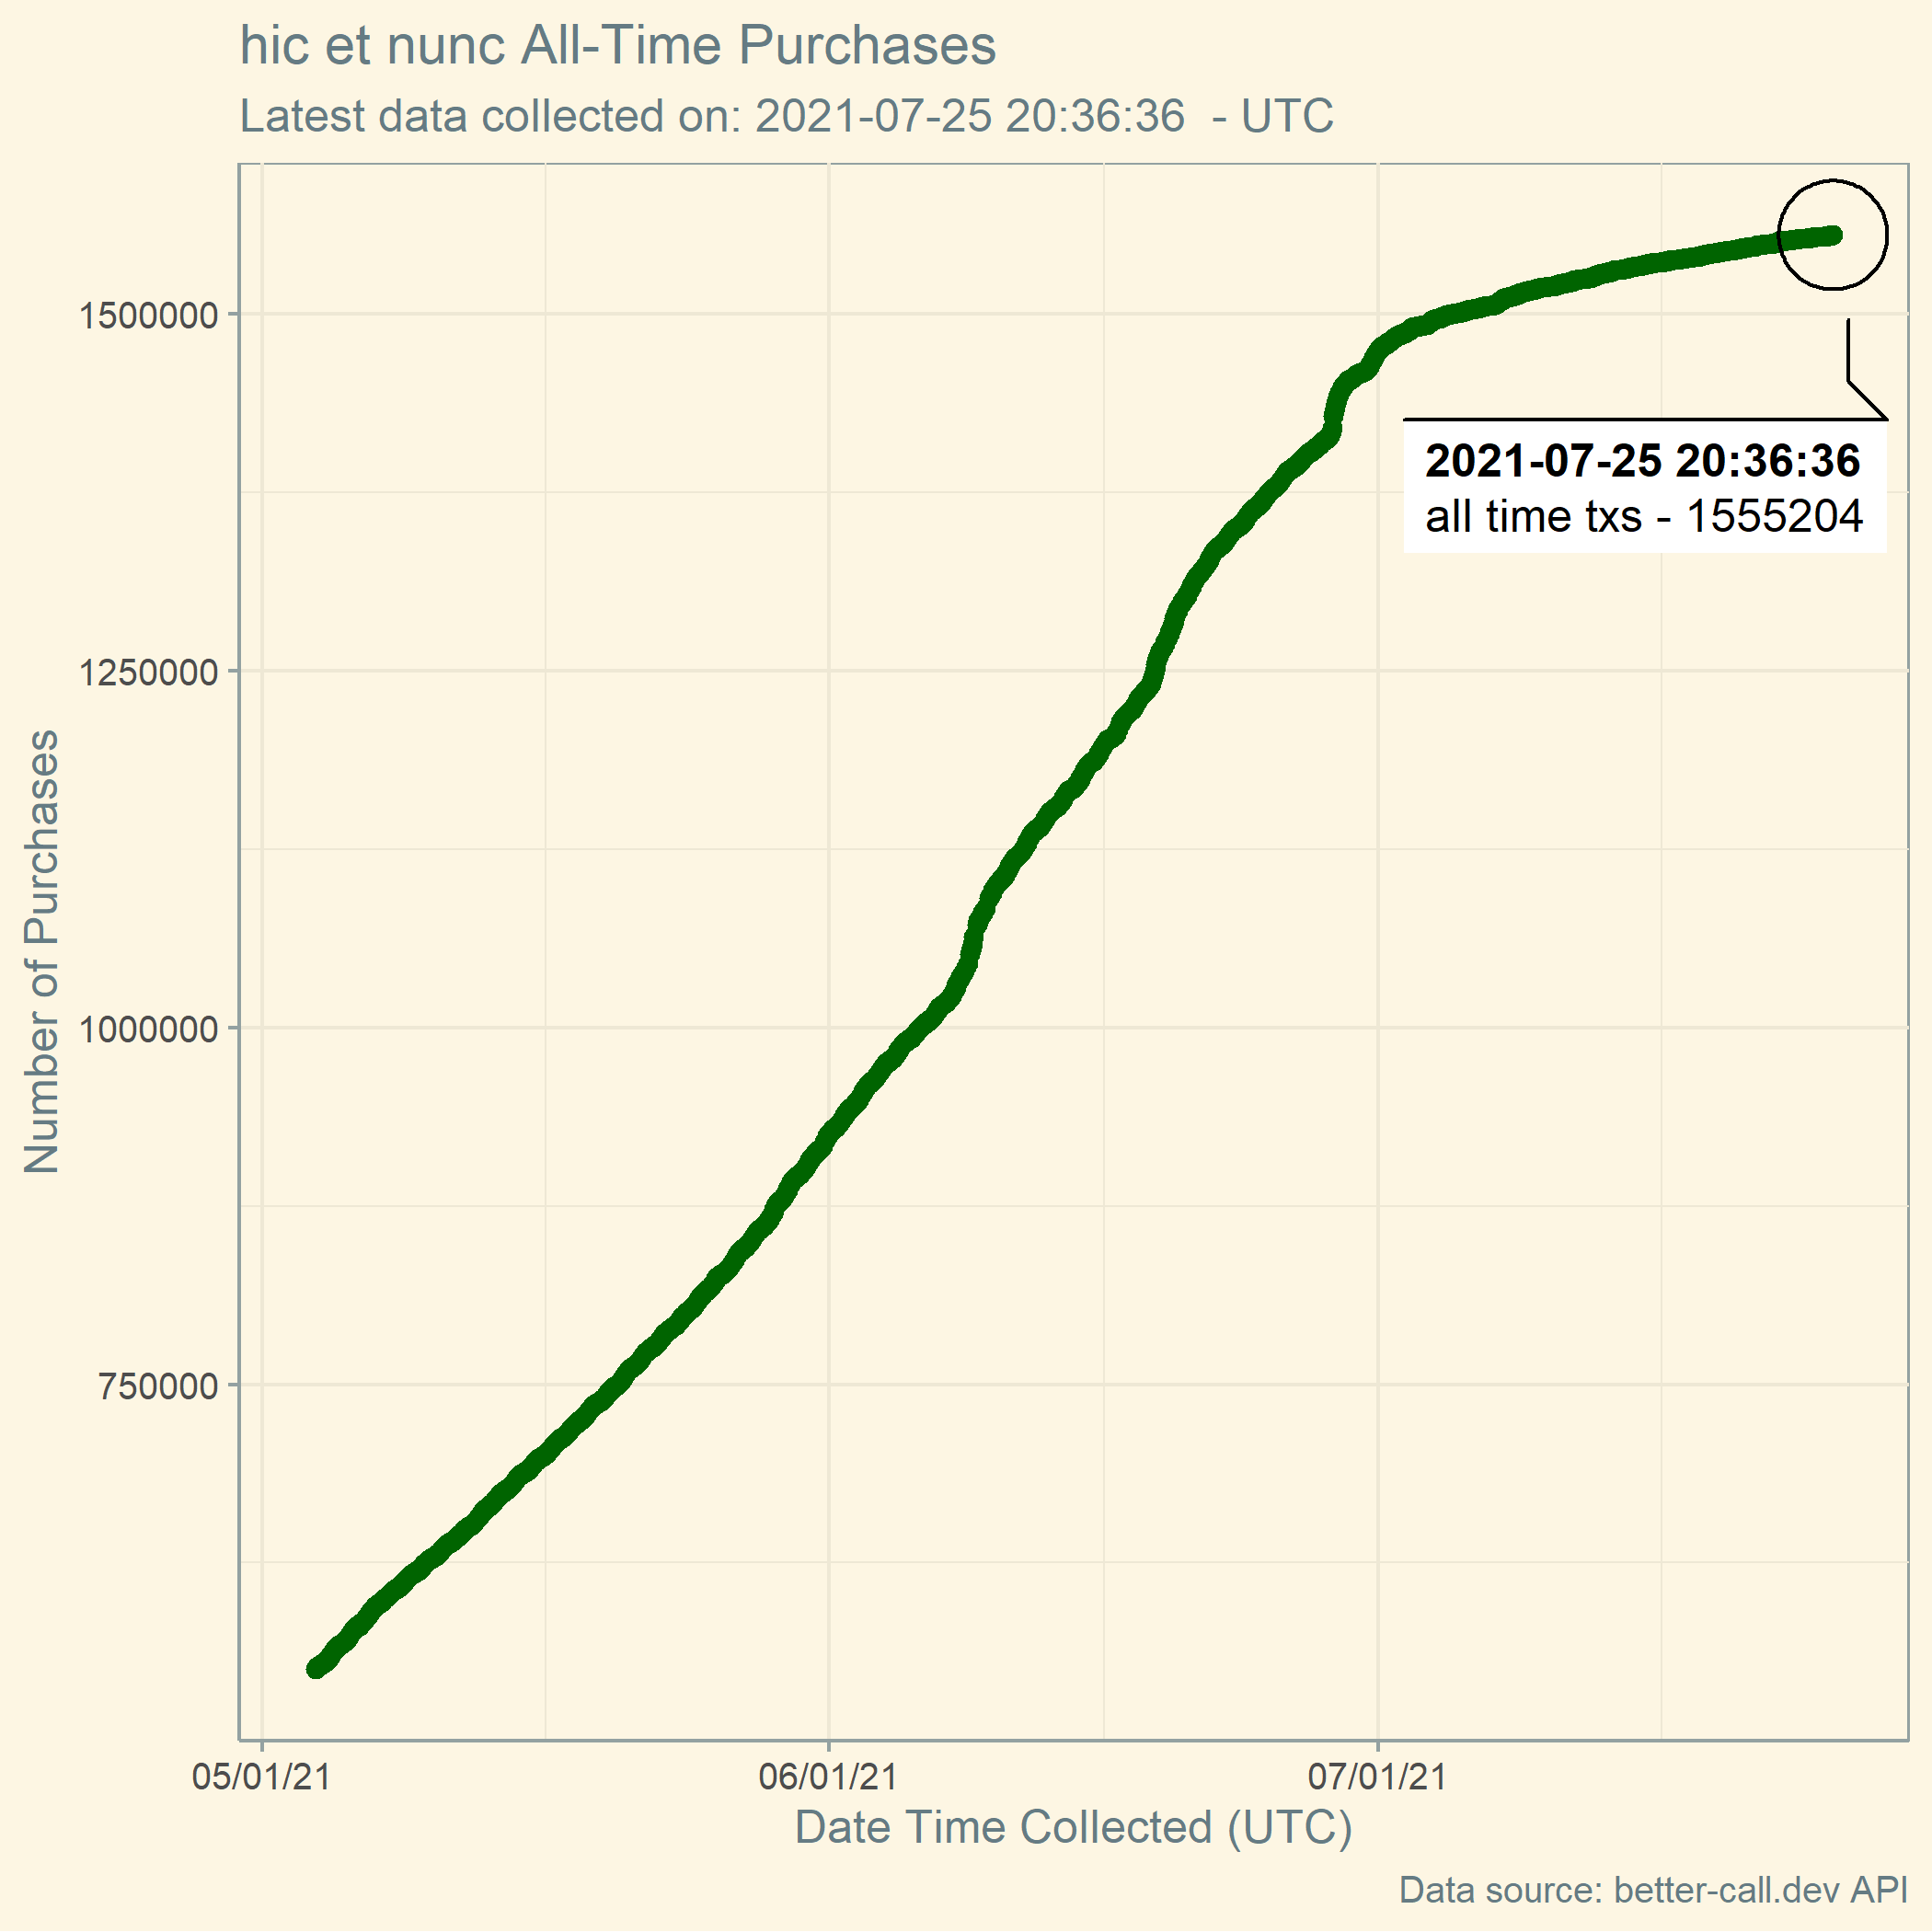 hic et nunc All-Time Purchases
Latest data collected on: 2021-07-25 20:36:36  - UTC
1500000
1250000
1000000
750000
Number of Purchases
2021-07-25 20:36:36
all time txs - 1555204
05/01/21
06/01/21
07/01/21
Date Time Collected (UTC)
Data source: better-call.dev API